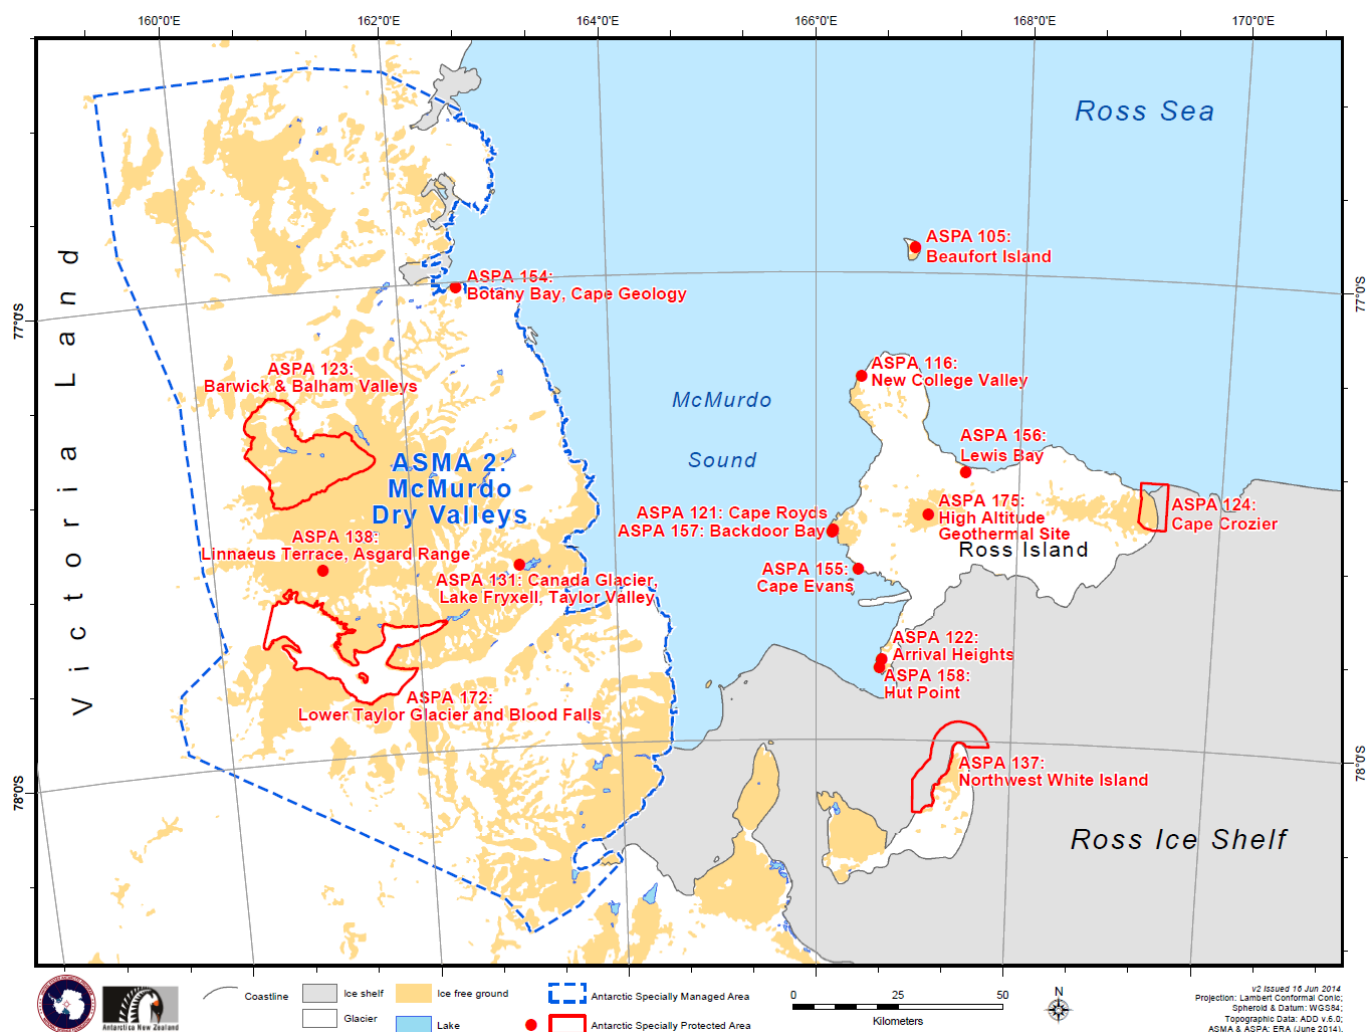 160°0'0"E
162°0'0"E
164°0'0"E
166°0'0"E
168°0'0"E
170°0'0"E
Ross Sea
ASPA 105:
Beaufort Island
ASPA 154:
Botany Bay, Cape Geology
77°0'S
77°0'S
Victoria Land
ASPA 123:
Barwick & Balham Valleys
ASPA 116:
New College Valley
McMurdo
Sound
ASMA 2:
McMurdo
Dry Valleys
ASPA 156:
Lewis Bay
ASPA 121: Cape Royds
ASPA 157: Backdoor Bay
ASPA 175:
High Altitude
Geothermal Site
ASPA 124:
Cape Crozier
Ross Island
ASPA 138:
Linnaeus Terrace, Asgard Range
ASPA 131: Canada Glacier,
Lake Fryxell, Taylor Valley
ASPA 155:
Cape Evans
ASPA 122:
Arrival Heights
ASPA 158:
Hut Point
ASPA 172:
Lower Taylor Glacier and Blood Falls
78°0'S
78°0'S
ASPA 137:
Northwest White Island
Ross Ice Shelf
Antarctica New Zealand
Coastline
Ice shelf
Glacier
Ice free ground
Lake
Antarctic Specially Managed Area
Antarctic Specially Protected Area
0 25 50
Kilometers
N
v2 Issued 16 Jun 2014
Projection: Lambert Conformal Conic;
Spheroid & Datum: WGS84;
Topographic Data: ADD v.6.0;
ASMA & ASPA: ERA (June 2014).